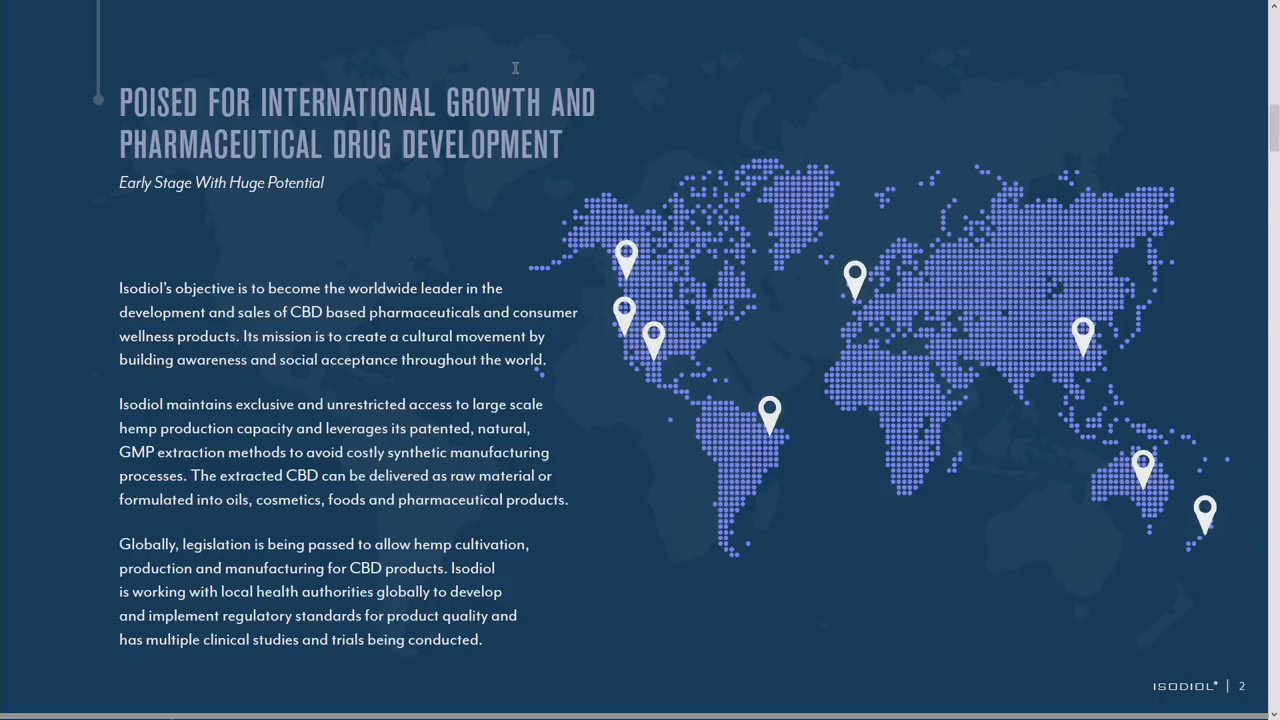 POISED FOR INTERNATIONAL GROWTH AND
PHARMACEUTICAL DRUG DEVELOPMENT
Early Stage With Huge Potential
Isodiol's objective is to become the worldwide leader in the
development and sales of CBD based pharmaceuticals and consumer
wellness products. Its mission is to create a cultural movement by
building awareness and social acceptance throughout the world.
Isodiol maintains exclusive and unrestricted access to large scale
hemp production capacity and leverages its patented, natural,
GMP extraction methods to avoid costly synthetic manufacturing
processes. The extracted CBD can be delivered as raw material or
formulated into oils, cosmetics, foods and pharmaceutical products.
Globally, legislation is being passed to allow hemp cultivation,
production and manufacturing for CBD products. Isodiol
is working with local health authorities globally to develop
and implement regulatory standards for product quality and
has multiple clinical studies and trials being conducted.
ISODIOL® | 2